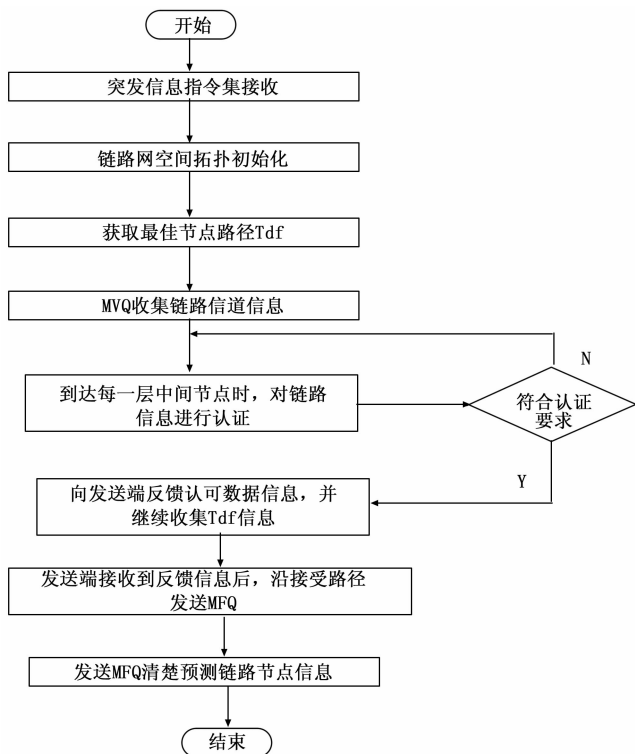 开始
突发信息指令集接收
链路网空间拓扑初始化
获取最佳节点路径Tdf
MVQ收集链路信道信息
N
到达每一层中间节点时，对链路
信息进行认证
符合认证
要求
Y
向发送端反馈认可数据信息，并
继续收集Tdf信息
发送端接收到反馈信息后，沿接受路径
发送MFQ
发送MFQ清楚预测链路节点信息
结束